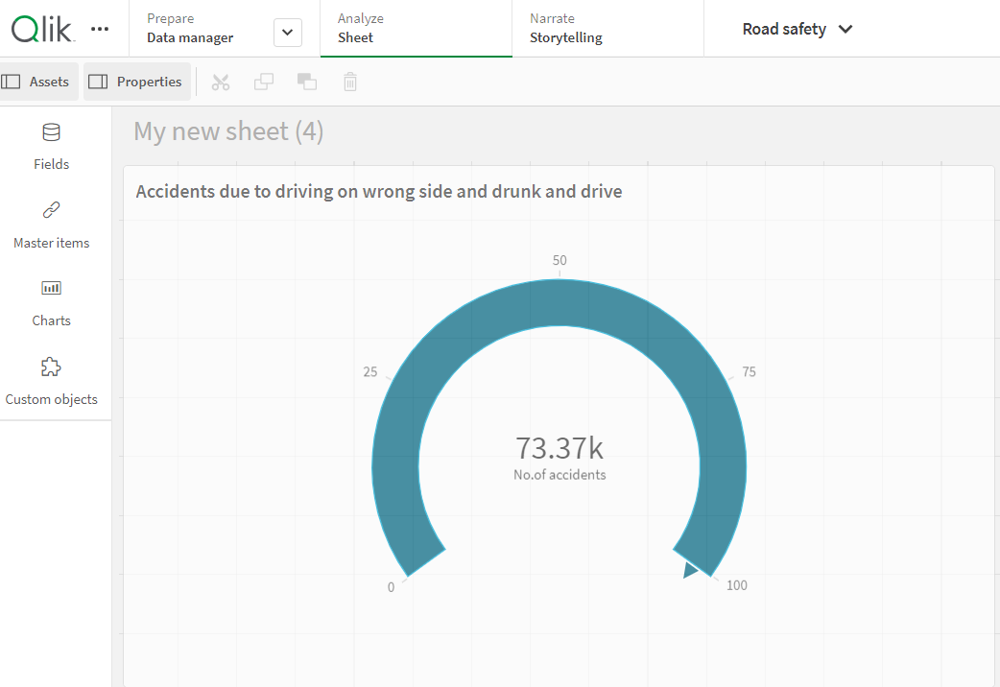 Qlik
Prepare
Data manager
Analyze
Sheet
Narrate
Storytelling
Road safety
Assets
Properties
Fields
Master items
Charts
Custom objects
My new sheet (4)
Accidents due to driving on wrong side and drunk and drive
50
25
75
73.37k
No.of accidents
0
100